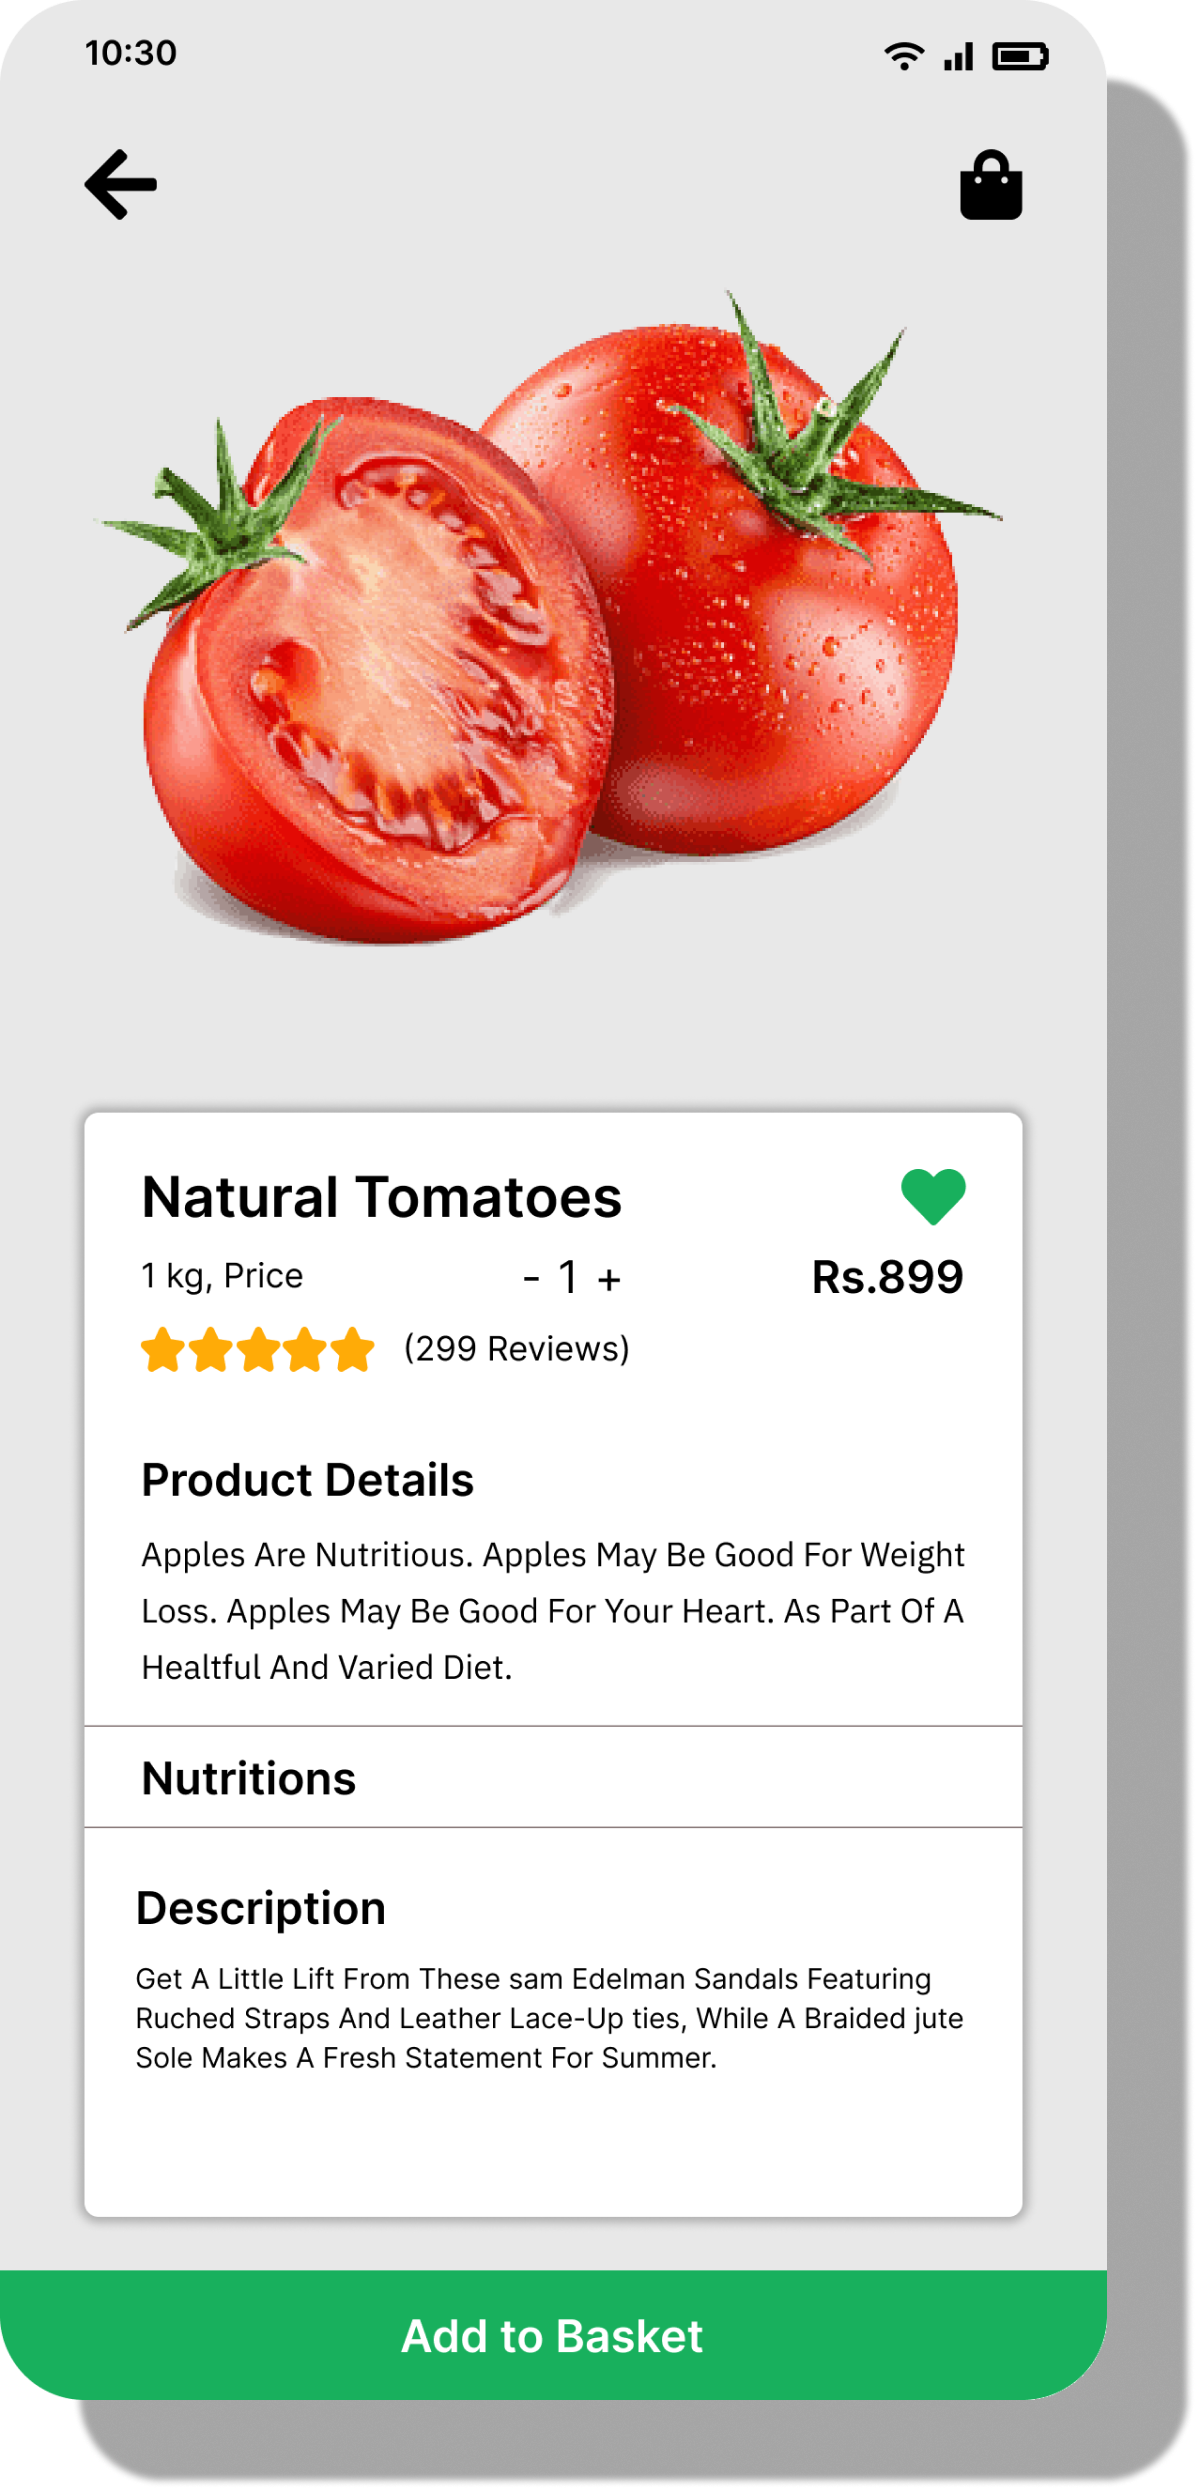 10:30
Natural Tomatoes
1 kg, Price - 1 + Rs.899
(299 Reviews)
Product Details
Apples Are Nutritious. Apples May Be Good For Weight
Loss. Apples May Be Good For Your Heart. As Part Of A
Healtful And Varied Diet.
Nutritions
Description
Get A Little Lift From These sam Edelman Sandals Featuring
Ruched Straps And Leather Lace-Up ties, While A Braided jute
Sole Makes A Fresh Statement For Summer.
Add to Basket